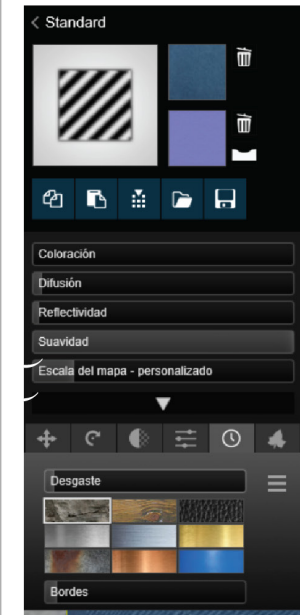 Standard
Coloración
Difusión
Reflectividad
Suavidad
Escala del mapa - personalizado
Desgaste
Bordes